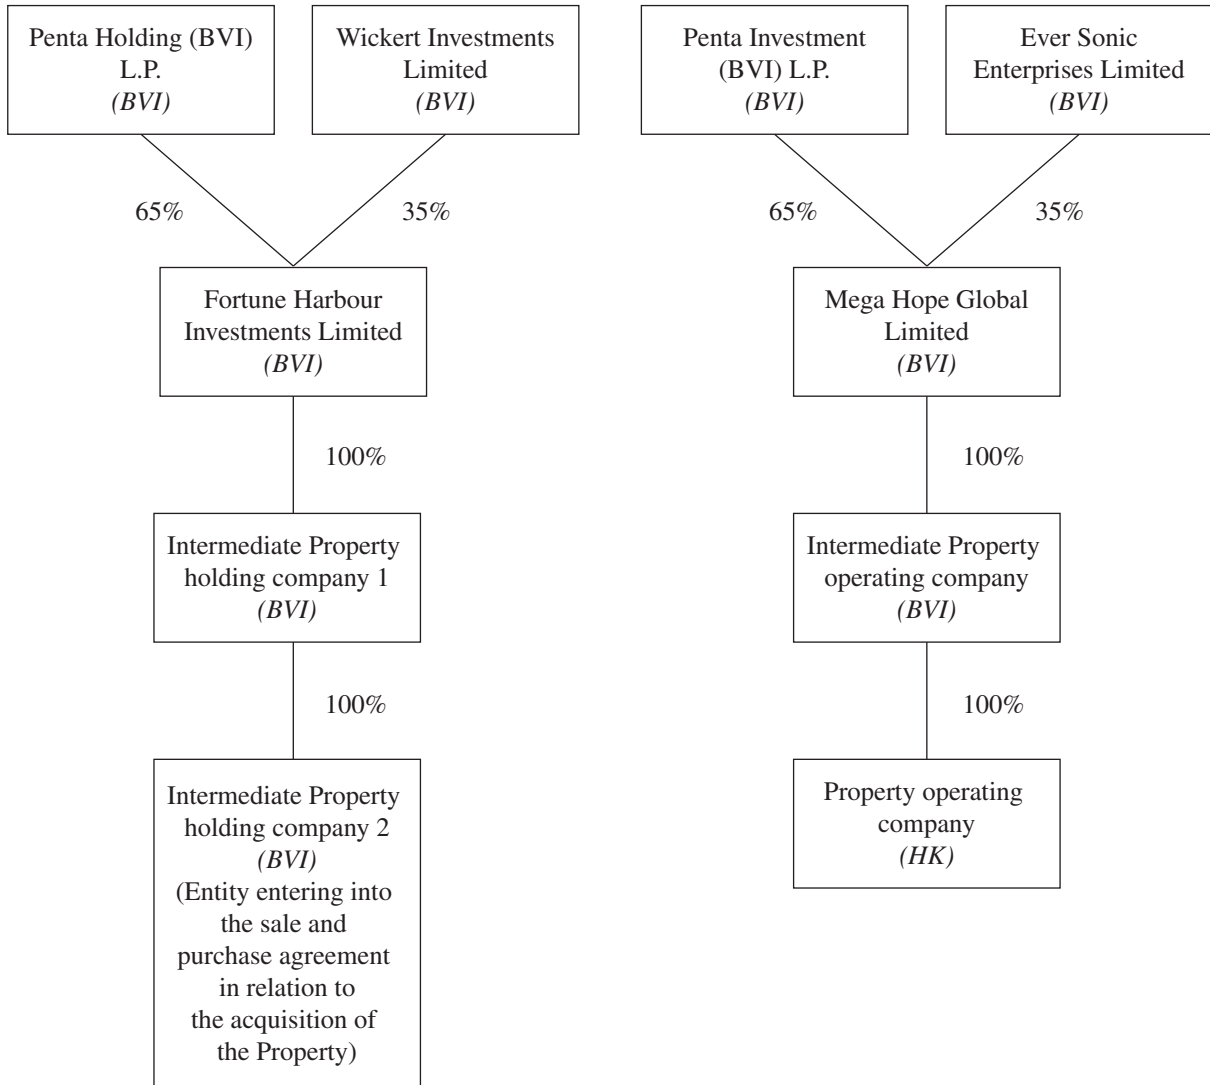 Penta Holding (BVI)
L.P.
(BVI)
Wickert Investments
Limited
(BVI)
Penta Investment
(BVI) L.P.
(BVI)
Ever Sonic
Enterprises Limited
(BVI)
65%
35%
65%
35%
Fortune Harbour
Investments Limited
(BVI)
Mega Hope Global
Limited
(BVI)
100%
100%
Intermediate Property
holding company 1
(BVI)
Intermediate Property
operating company
(BVI)
100%
100%
Intermediate Property
holding company 2
(BVI)
(Entity entering into
the sale and
purchase agreement
in relation to
the acquisition of
the Property)
Property operating
company
(HK)